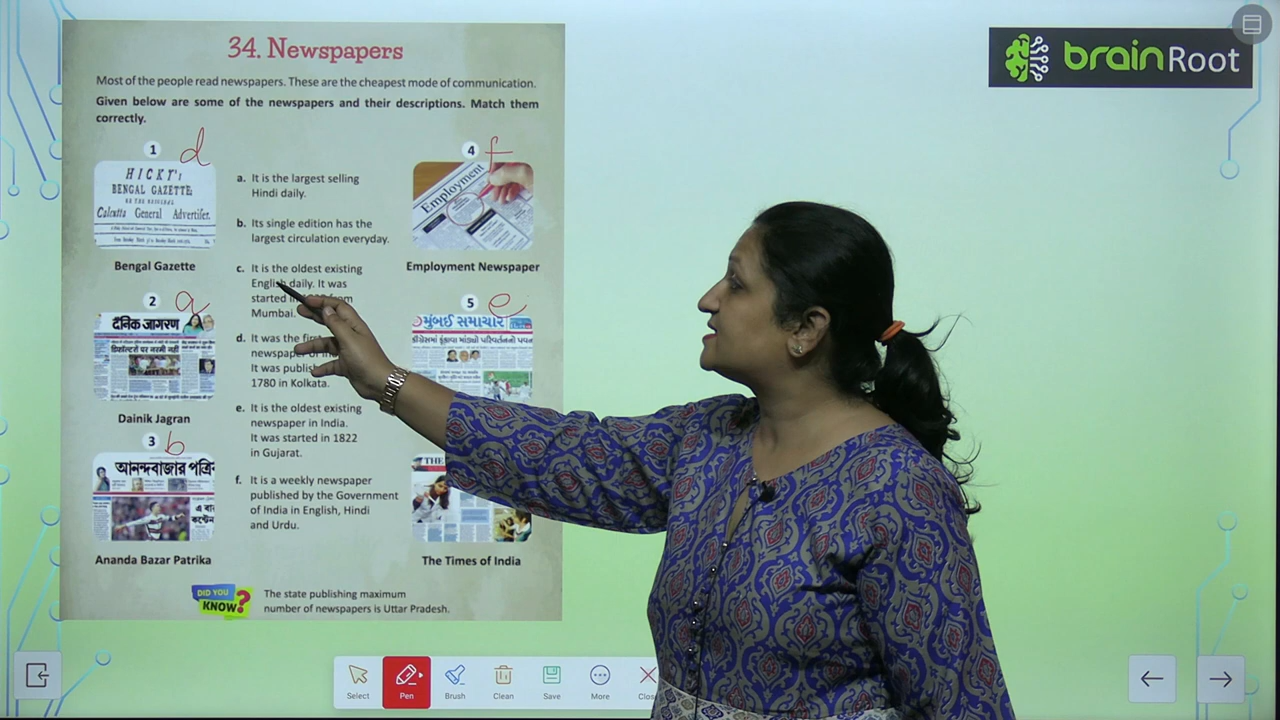 34. Newspapers
Most of the people read newspapers. These are the cheapest mode of communication.
Given below are some of the newspapers and their descriptions. Match them
correctly.
1
d
HICKY's
BENGAL GAZETTE
Calcutta General Advertiser.
Bengal Gazette
2
a
दैनिक जागरण
डिफॉल्टरों पर नरमी नहीं
Dainik Jagran
3
b
আনন্দবাজার পত্রি
Ananda Bazar Patrika
a. It is the largest selling
Hindi daily.
b. Its single edition has the
largest circulation everyday.
c. It is the oldest existing
English daily. It was
started in from
Mumbai.
d. It was the
newspaper of
It was
1780 in Kolkata.
e. It is the oldest existing
newspaper in India.
It was started in 1822
in Gujarat.
f. It is a weekly newspaper
published by the Government
of India in English, Hindi
and Urdu.
4
f
Employment
Employment Newspaper
5
e
મુંબઈ સમાચાર
THE
The Times of India
DID YOU
KNOW?
The state publishing maximum
number of newspapers is Uttar Pradesh.
brainRoot
Select
Pen
Brush
Clean
Save
More